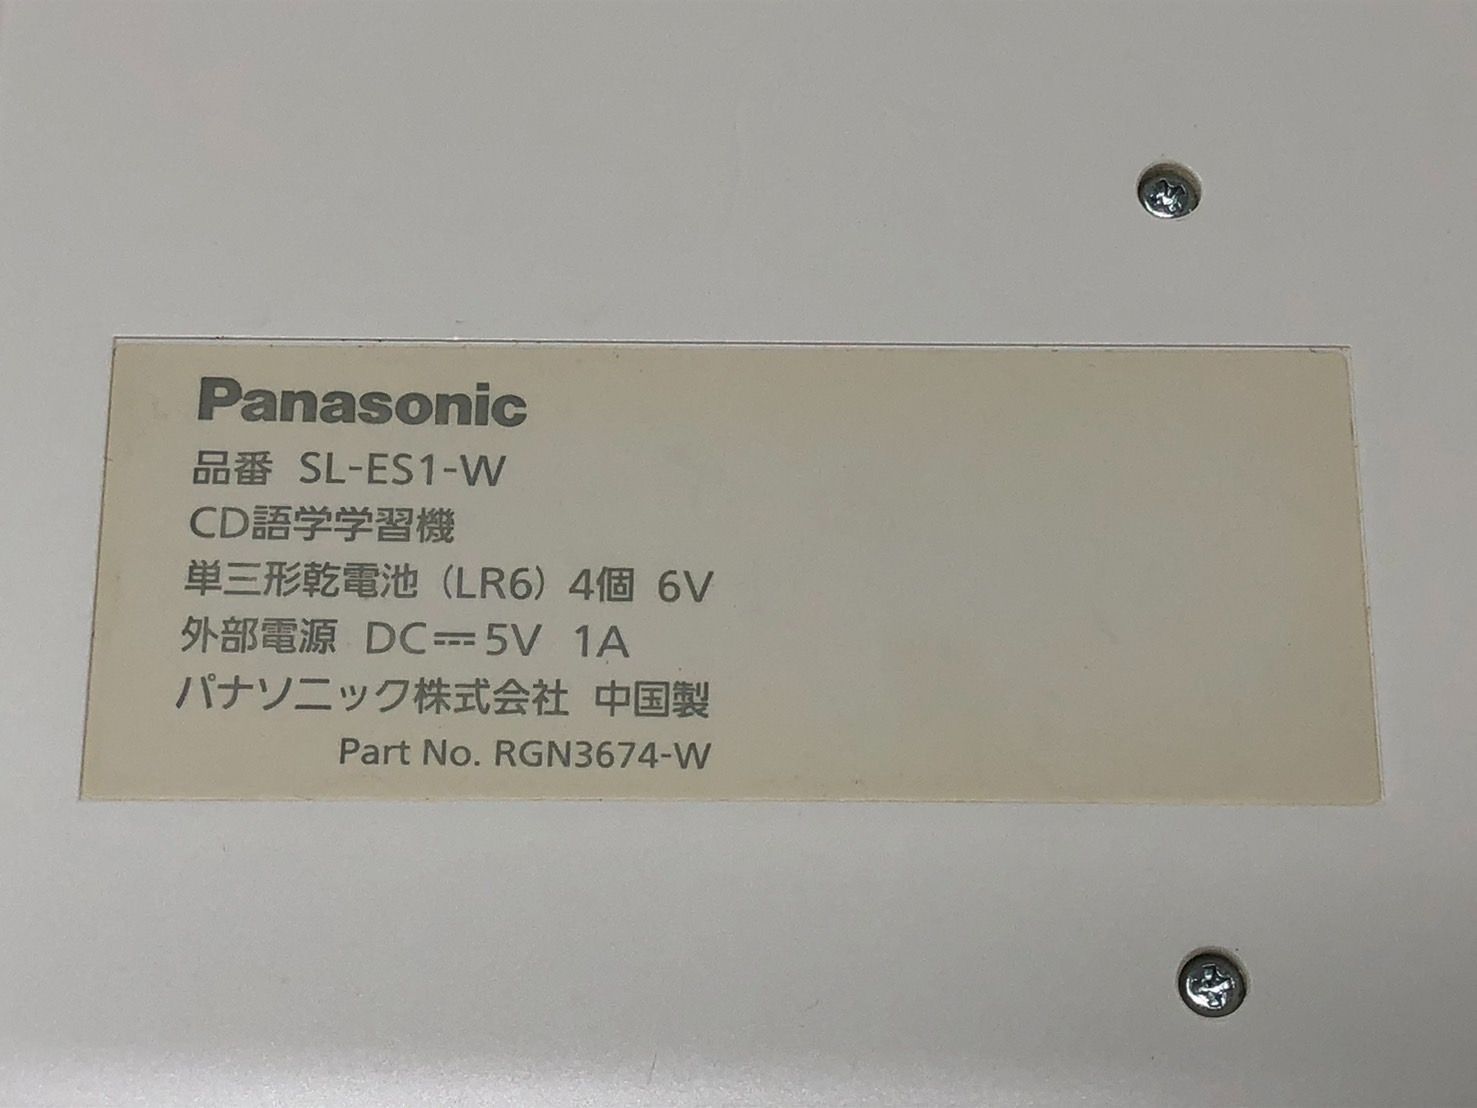 Panasonic
品番 SL-ES1-W
CD語学学習機
単三形乾電池 (LR6) 4個 6V
外部電源 DC⎓5V 1A
パナソニック株式会社 中国製
Part No. RGN3674-W